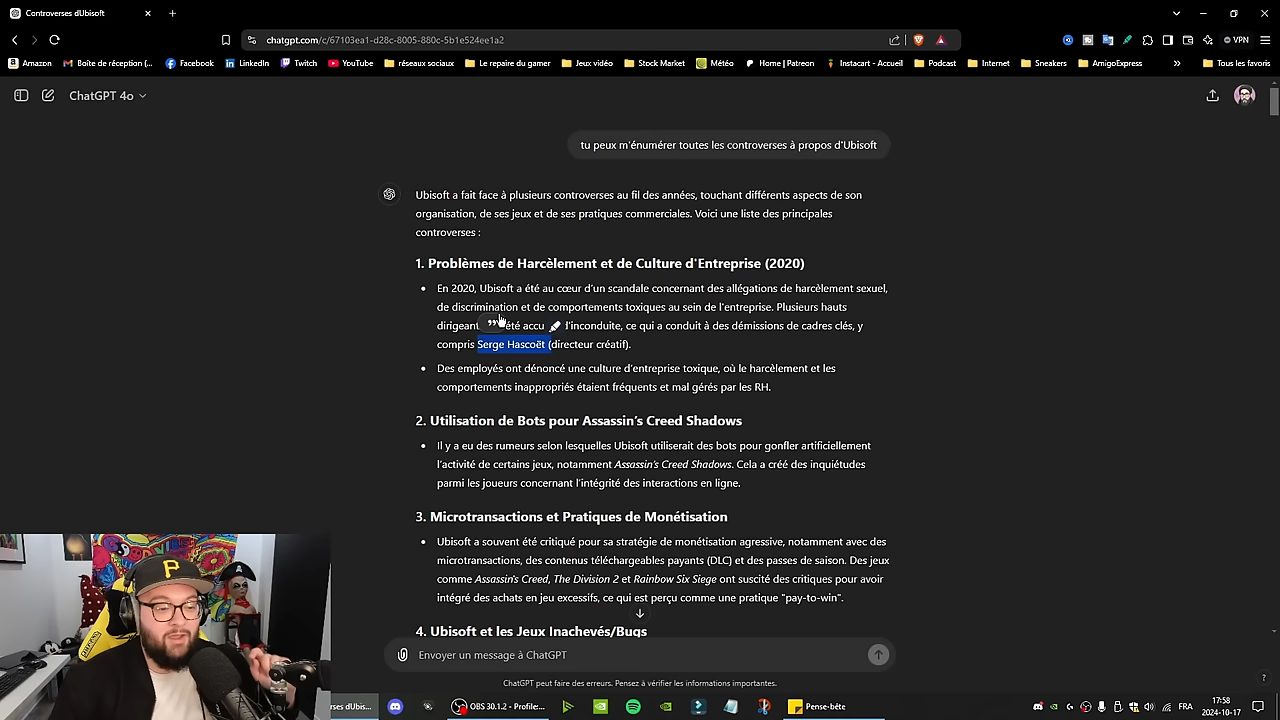 Controverses dUbisoft
chatgpt.com/c/67103ea1-d28c-8005-880c-5b1e524ee1a2
VPN
Amazon
Boîte de réception (...
Facebook
LinkedIn
Twitch
YouTube
réseaux sociaux
Le repaire du gamer
Jeux vidéo
Stock Market
Météo
Home | Patreon
Instacart - Accueil
Podcast
Internet
Sneakers
AmigoExpress
»
Tous les favoris
ChatGPT 4o
tu peux m'énumérer toutes les controverses à propos d'Ubisoft
Ubisoft a fait face à plusieurs controverses au fil des années, touchant différents aspects de son
organisation, de ses jeux et de ses pratiques commerciales. Voici une liste des principales
controverses :
1. Problèmes de Harcèlement et de Culture d'Entreprise (2020)
En 2020, Ubisoft a été au cœur d'un scandale concernant des allégations de harcèlement sexuel,
de discrimination et de comportements toxiques au sein de l'entreprise. Plusieurs hauts
dirigeant été accu l'inconduite, ce qui a conduit à des démissions de cadres clés, y
compris Serge Hascoët (directeur créatif).
Des employés ont dénoncé une culture d'entreprise toxique, où le harcèlement et les
comportements inappropriés étaient fréquents et mal gérés par les RH.
2. Utilisation de Bots pour Assassin's Creed Shadows
Il y a eu des rumeurs selon lesquelles Ubisoft utiliserait des bots pour gonfler artificiellement
l'activité de certains jeux, notamment Assassin's Creed Shadows. Cela a créé des inquiétudes
parmi les joueurs concernant l'intégrité des interactions en ligne.
3. Microtransactions et Pratiques de Monétisation
Ubisoft a souvent été critiqué pour sa stratégie de monétisation agressive, notamment avec des
microtransactions, des contenus téléchargeables payants (DLC) et des passes de saison. Des jeux
comme Assassin's Creed, The Division 2 et Rainbow Six Siege ont suscité des critiques pour avoir
intégré des achats en jeu excessifs, ce qui est perçu comme une pratique "pay-to-win".
4. Ubisoft et les Jeux Inachevés/Bugs
Envoyer un message à ChatGPT
ChatGPT peut faire des erreurs. Pensez à vérifier les informations importantes.
?
P
rses dUbis...
OBS 30.1.2 - Profile:...
Pense-bête
FRA
17:58
2024-10-17